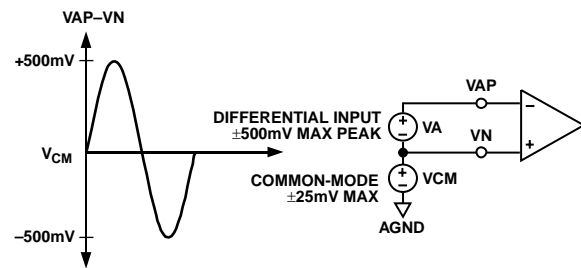 VAP–VN
+500mV
VCM
–500mV
DIFFERENTIAL INPUT
±500mV MAX PEAK
COMMON-MODE
±25mV MAX
VA
VCM
AGND
VAP
VN
+
−
+
−
−
+